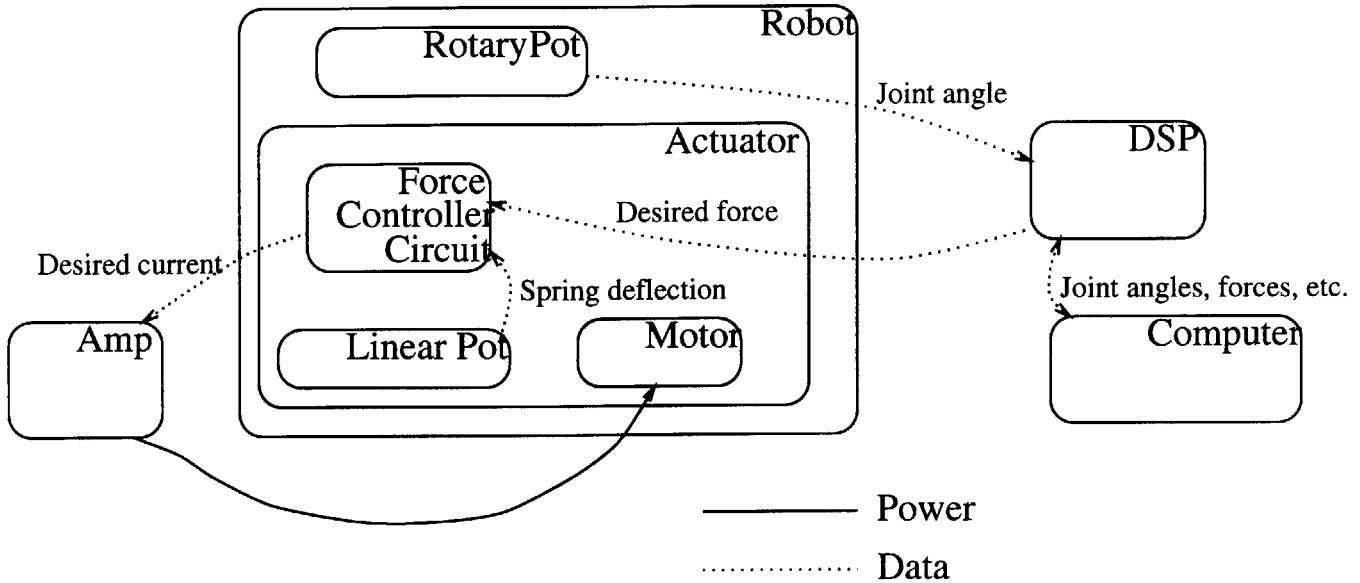 Robot
RotaryPot
Joint angle
Actuator
DSP
Force
Controller
Circuit
Desired force
Desired current
Spring deflection
Joint angles, forces, etc.
Amp
Linear Pot
Motor
Computer
Power
Data